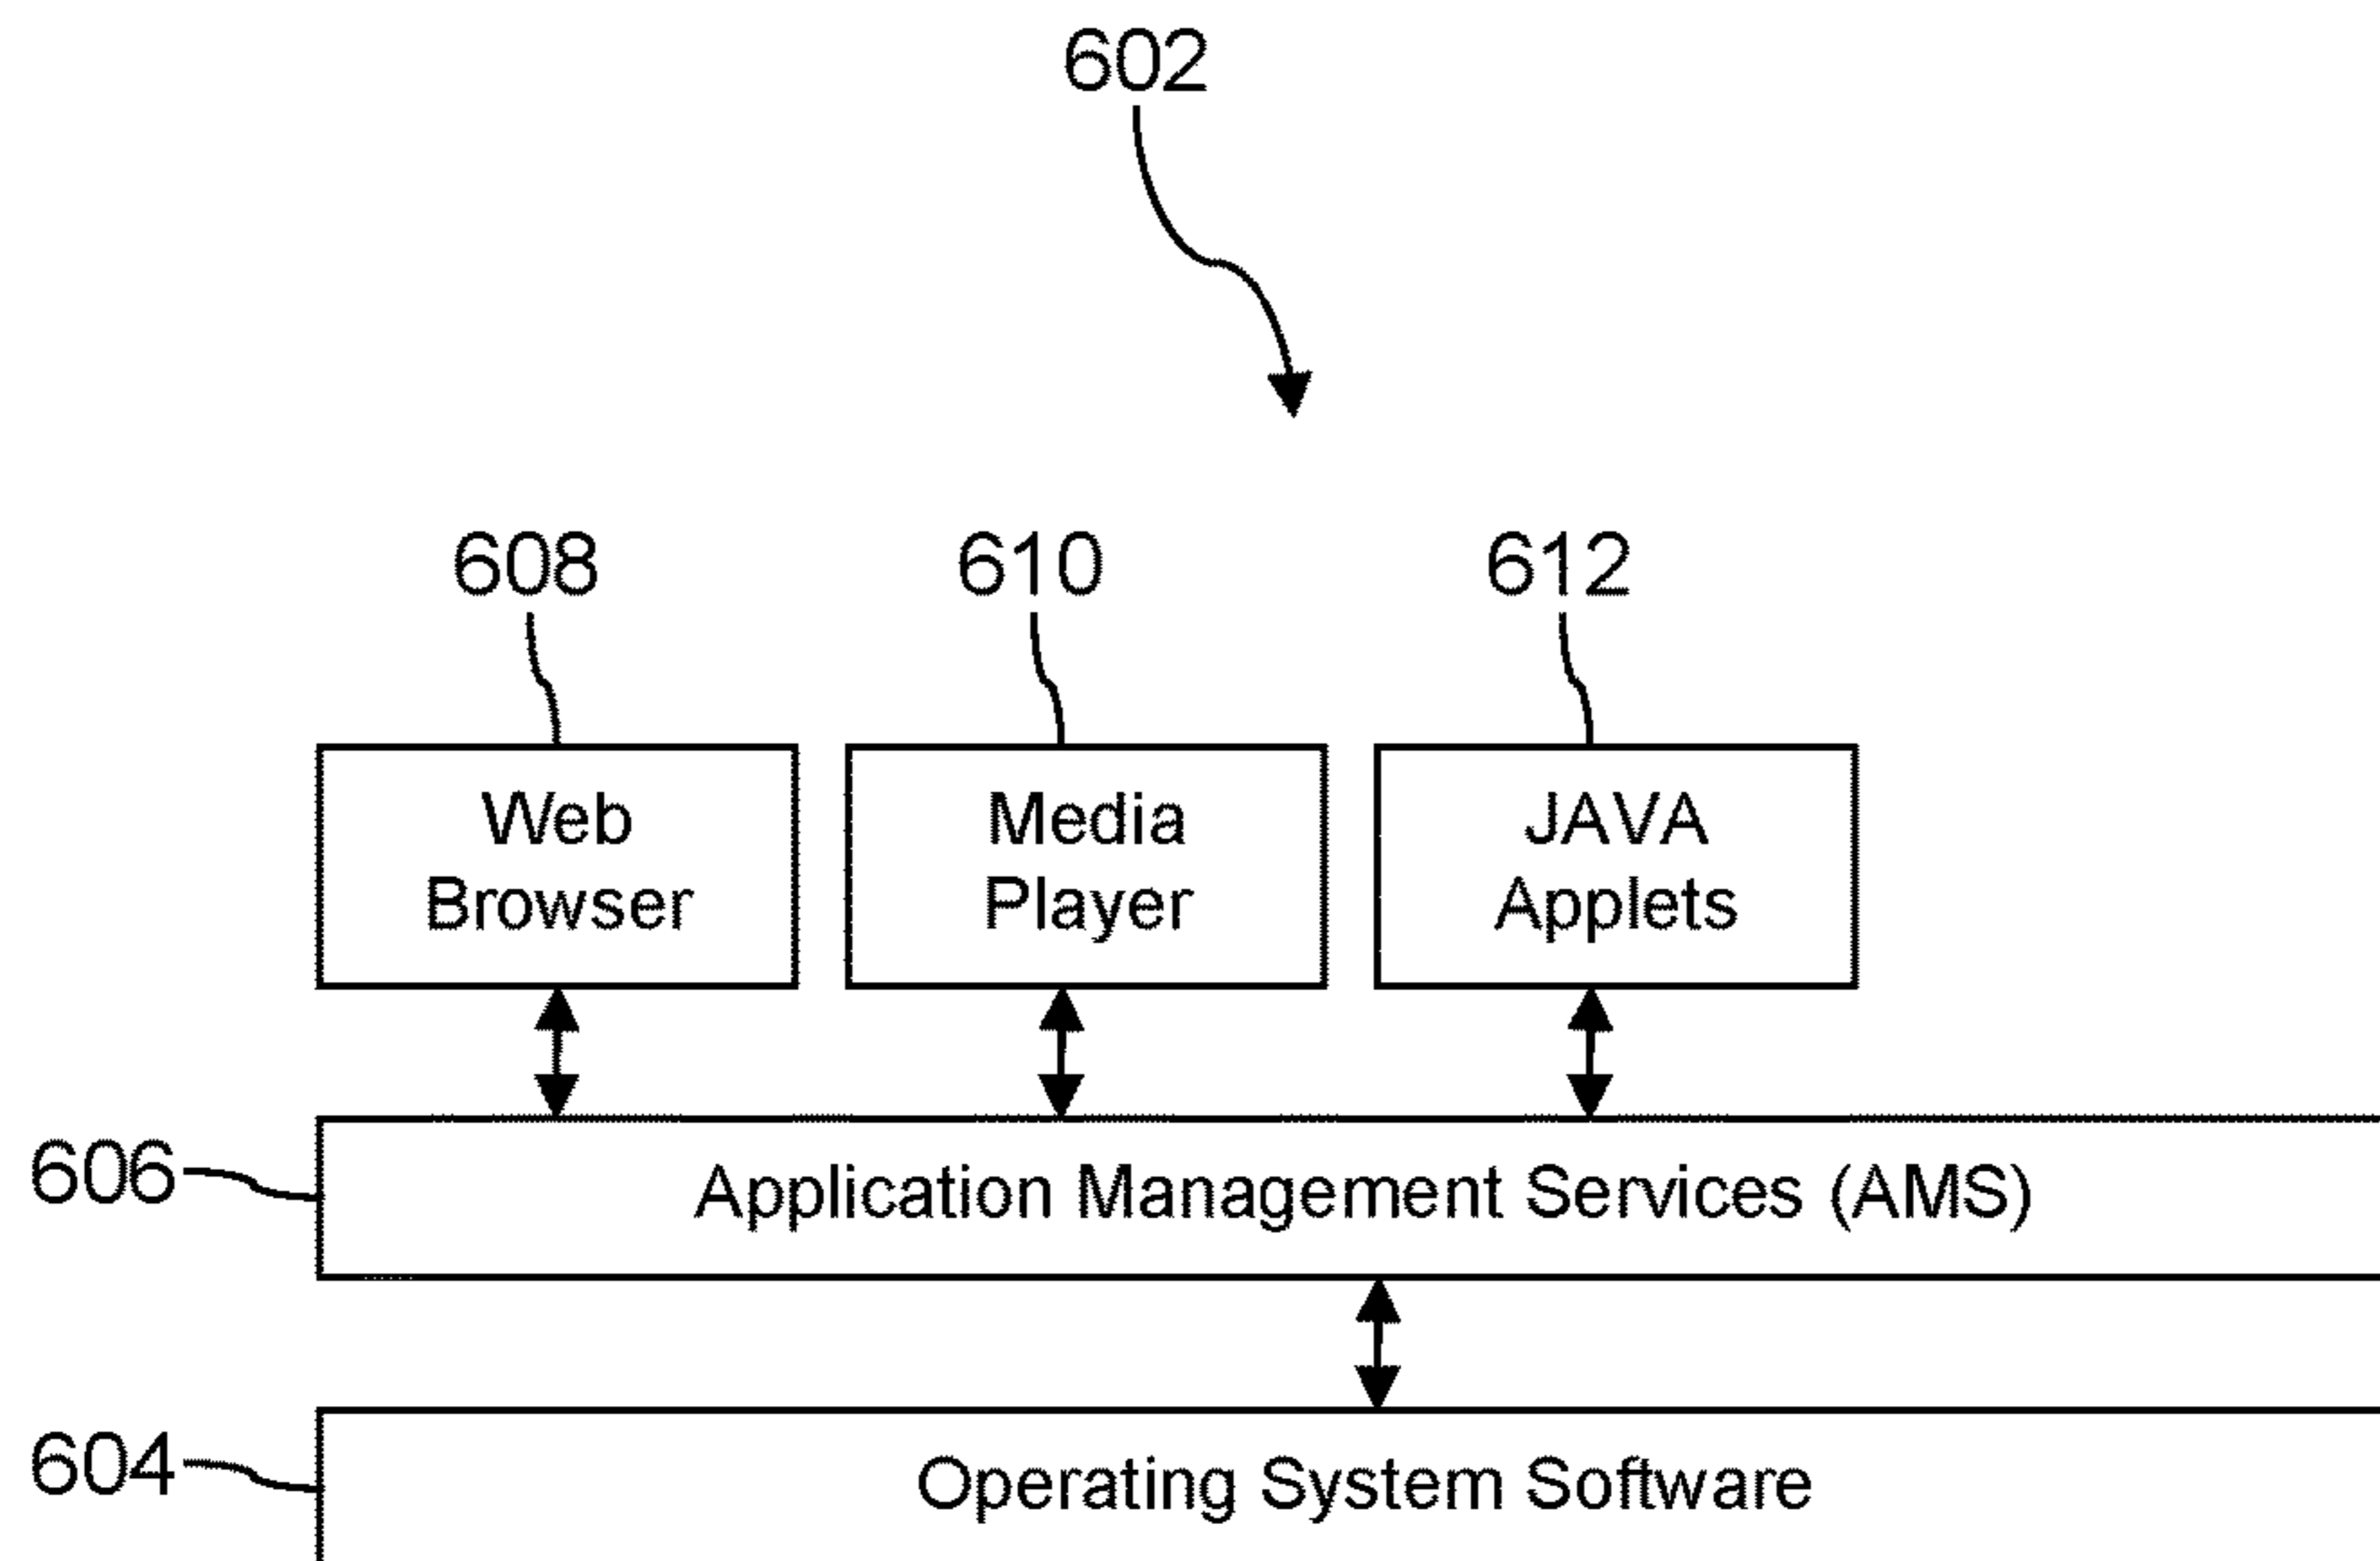 602
608
610
612
Web
Browser
Media
Player
JAVA
Applets
606
Application Management Services (AMS)
604
Operating System Software